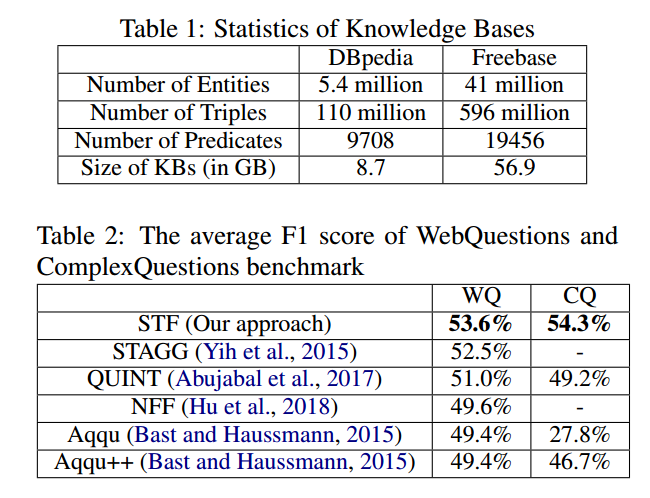 Table 1: Statistics of Knowledge Bases
DBpedia Freebase
Number of Entities 5.4 million 41 million
Number of Triples 110 million 596 million
Number of Predicates 9708 19456
Size of KBs (in GB) 8.7 56.9
Table 2: The average F1 score of WebQuestions and
ComplexQuestions benchmark
WQ CQ
STF (Our approach) 53.6% 54.3%
STAGG (Yih et al., 2015) 52.5% -
QUINT (Abujabal et al., 2017) 51.0% 49.2%
NFF (Hu et al., 2018) 49.6% -
Aqqu (Bast and Haussmann, 2015) 49.4% 27.8%
Aqqu++ (Bast and Haussmann, 2015) 49.4% 46.7%